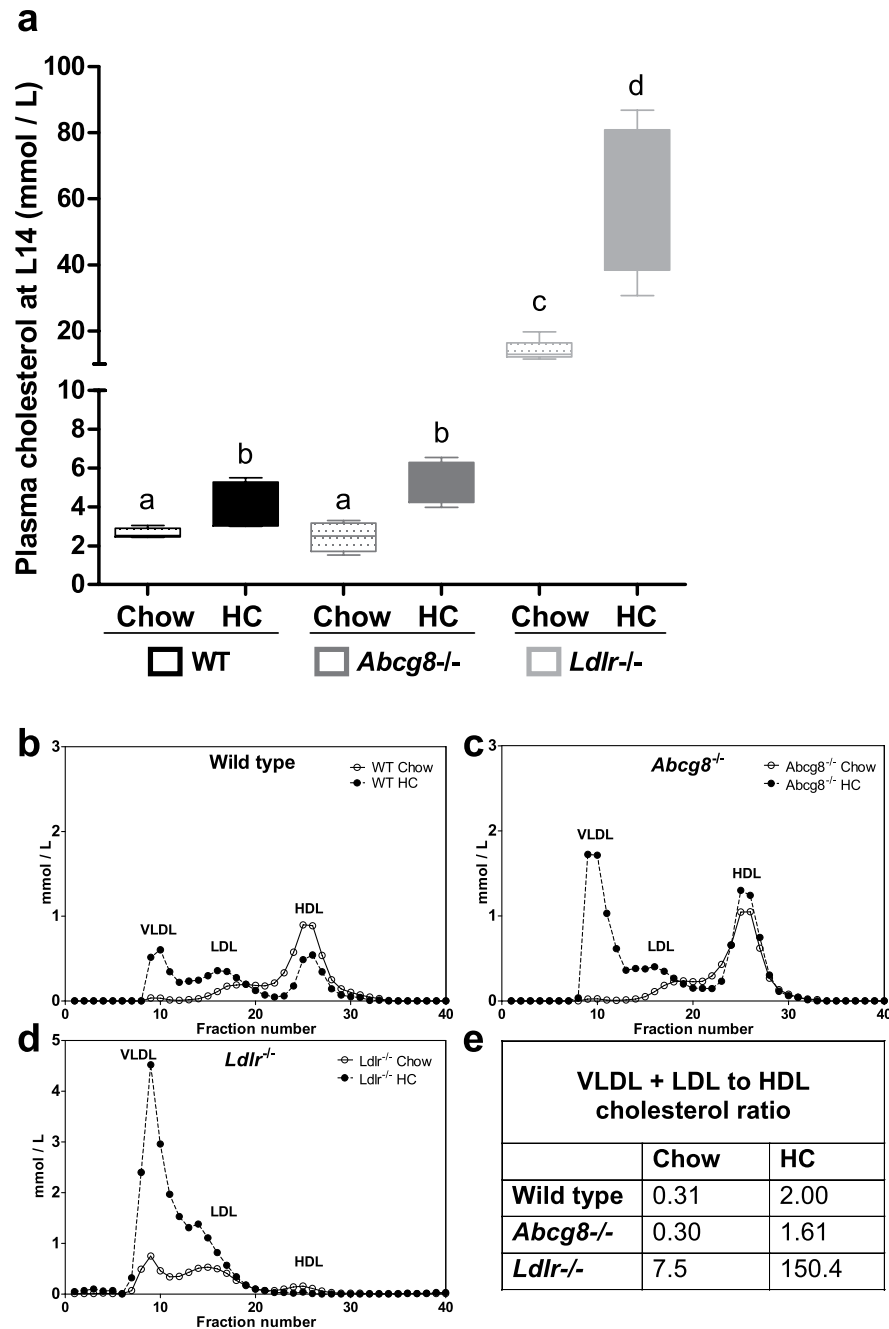 a
Plasma cholesterol at L14 (mmol / L)
100
80
60
40
20
10
8
6
4
2
0
a
b
a
b
c
d
Chow HC Chow HC Chow HC
WT Abcg8-/- Ldlr-/-
b
Wild type
WT Chow
WT HC
mmol / L
3
2
1
0
VLDL
LDL
HDL
0 10 20 30 40
Fraction number
c
Abcg8-/-
Abcg8-/- Chow
Abcg8-/- HC
mmol / L
3
2
1
0
VLDL
LDL
HDL
0 10 20 30 40
Fraction number
d
Ldlr-/-
Ldlr-/- Chow
Ldlr-/- HC
mmol / L
5
4
3
2
1
0
VLDL
LDL
HDL
0 10 20 30 40
Fraction number
e
VLDL + LDL to HDL
cholesterol ratio
Chow HC
Wild type 0.31 2.00
Abcg8-/- 0.30 1.61
Ldlr-/- 7.5 150.4